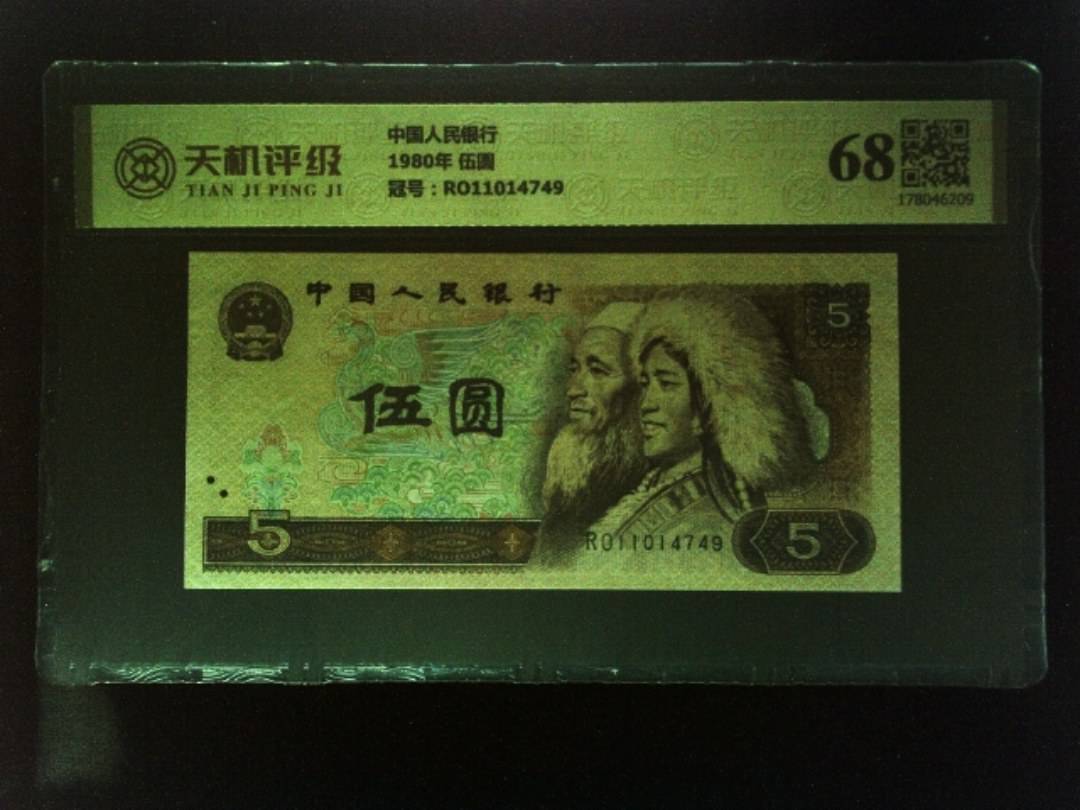 天机评级
TIAN JI PING JI
中国人民银行
1980年 伍圆
冠号：RO11014749
68
178046209
中国人民银行
5
伍圆
5
RO11014749
5